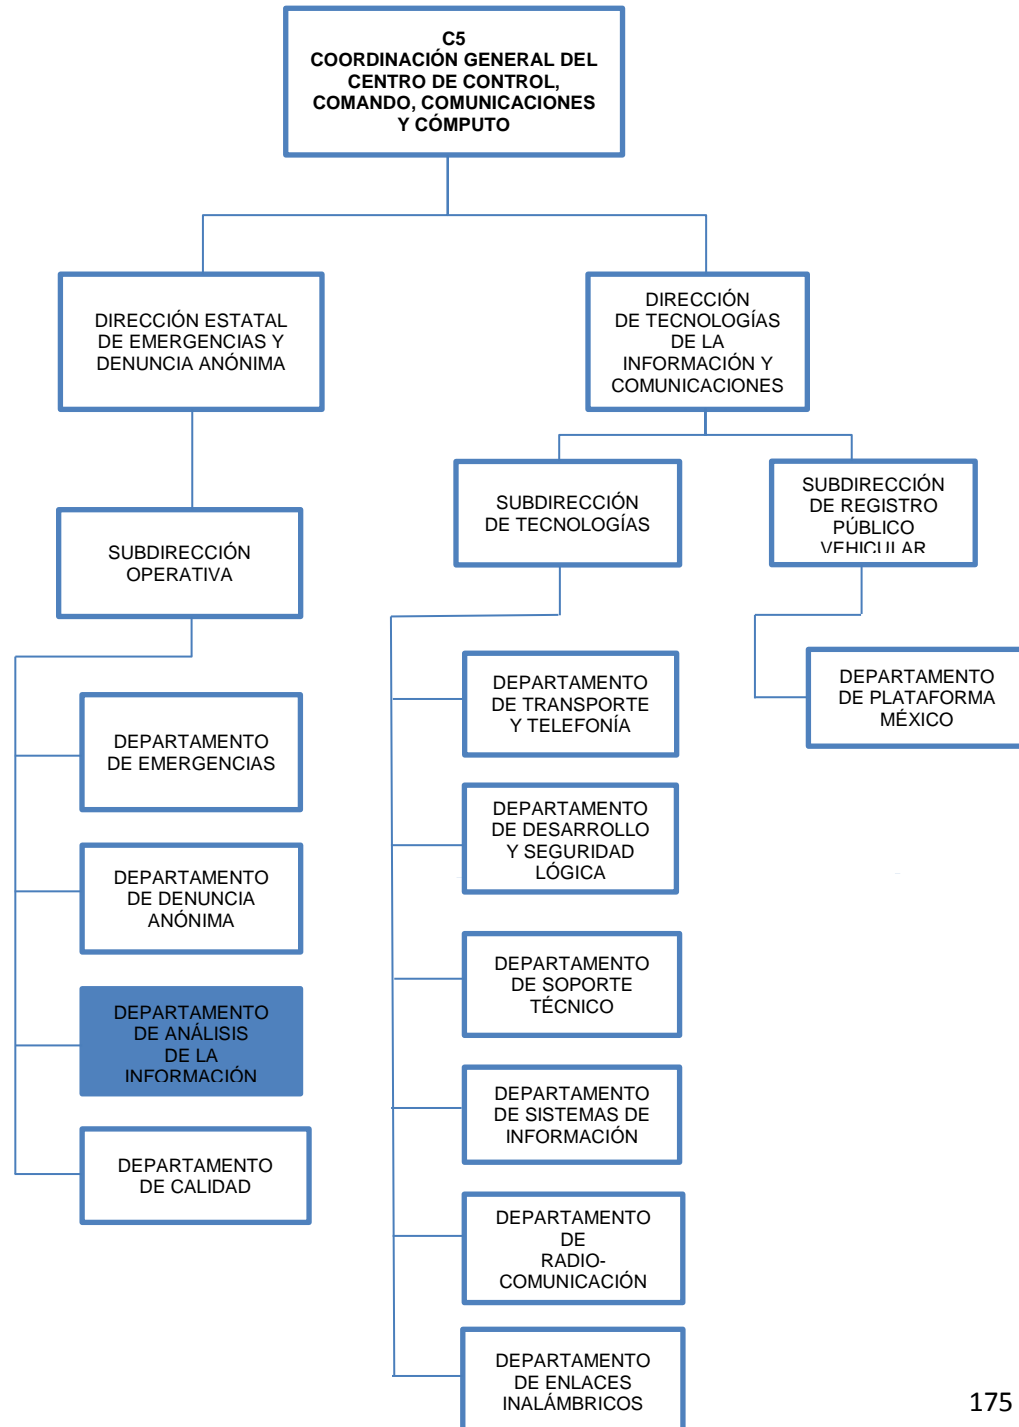 C5
COORDINACIÓN GENERAL DEL
CENTRO DE CONTROL,
COMANDO, COMUNICACIONES
Y CÓMPUTO
DIRECCIÓN ESTATAL
DE EMERGENCIAS Y
DENUNCIA ANÓNIMA
DIRECCIÓN
DE TECNOLOGÍAS
DE LA
INFORMACIÓN Y
COMUNICACIONES
SUBDIRECCIÓN
OPERATIVA
SUBDIRECCIÓN
DE TECNOLOGÍAS
SUBDIRECCIÓN
DE REGISTRO
PÚBLICO
VEHICULAR
DEPARTAMENTO
DE EMERGENCIAS
DEPARTAMENTO
DE DENUNCIA
ANÓNIMA
DEPARTAMENTO
DE ANÁLISIS
DE LA
INFORMACIÓN
DEPARTAMENTO
DE CALIDAD
DEPARTAMENTO
DE TRANSPORTE
Y TELEFONÍA
DEPARTAMENTO
DE DESARROLLO
Y SEGURIDAD
LÓGICA
DEPARTAMENTO
DE SOPORTE
TÉCNICO
DEPARTAMENTO
DE SISTEMAS DE
INFORMACIÓN
DEPARTAMENTO
DE
RADIO-
COMUNICACIÓN
DEPARTAMENTO
DE ENLACES
INALÁMBRICOS
DEPARTAMENTO
DE PLATAFORMA
MÉXICO
175